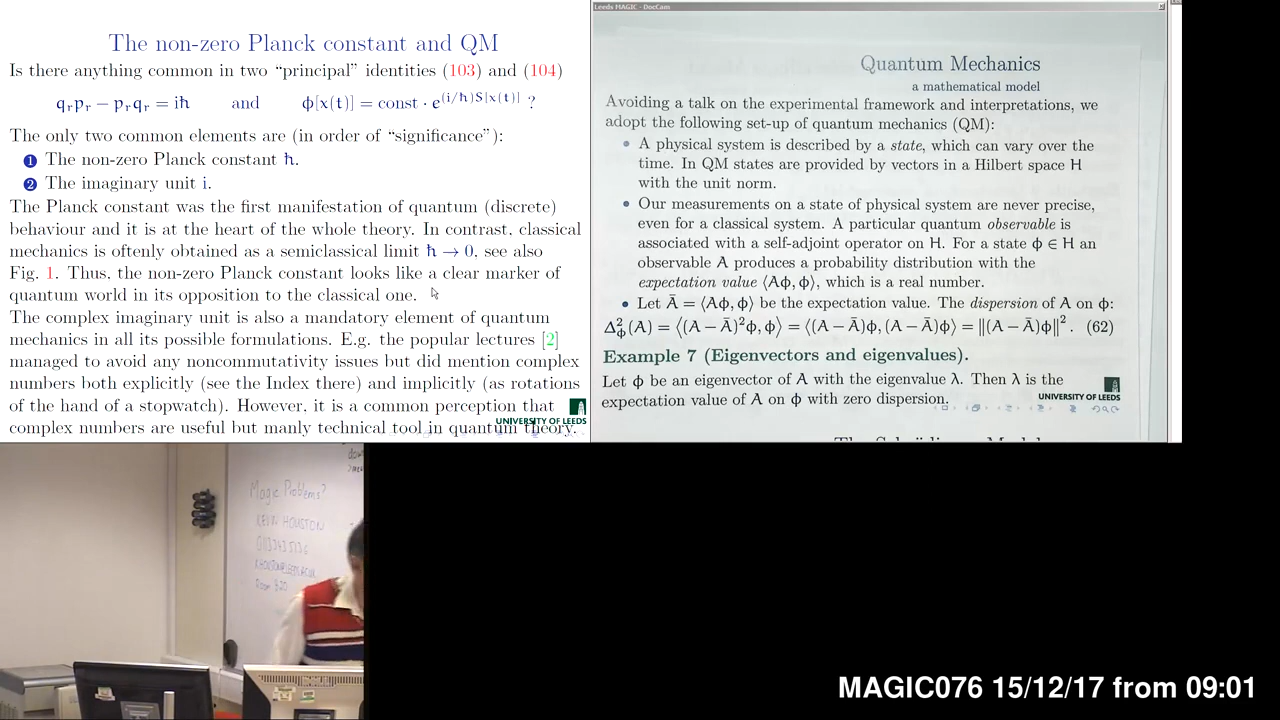 The non-zero Planck constant and QM
Is there anything common in two “principal” identities (103) and (104)
qᵣpᵣ − pᵣqᵣ = iħ and ϕ[x(t)] = const · e^(i/ħ)S[x(t)] ?
The only two common elements are (in order of “significance”):
1 The non-zero Planck constant ħ.
2 The imaginary unit i.
The Planck constant was the first manifestation of quantum (discrete)
behaviour and it is at the heart of the whole theory. In contrast, classical
mechanics is oftenly obtained as a semiclassical limit ħ → 0, see also
Fig. 1. Thus, the non-zero Planck constant looks like a clear marker of
quantum world in its opposition to the classical one.
The complex imaginary unit is also a mandatory element of quantum
mechanics in all its possible formulations. E.g. the popular lectures [2]
managed to avoid any noncommutativity issues but did mention complex
numbers both explicitly (see the Index there) and implicitly (as rotations
of the hand of a stopwatch). However, it is a common perception that
complex numbers are useful but manly technical tool in quantum theory.
UNIVERSITY OF LEEDS
Leeds MAGIC - DocCam
Quantum Mechanics
a mathematical model
Avoiding a talk on the experimental framework and interpretations, we
adopt the following set-up of quantum mechanics (QM):
• A physical system is described by a state, which can vary over the
time. In QM states are provided by vectors in a Hilbert space H
with the unit norm.
• Our measurements on a state of physical system are never precise,
even for a classical system. A particular quantum observable is
associated with a self-adjoint operator on H. For a state ϕ ∈ H an
observable A produces a probability distribution with the
expectation value ⟨Aϕ, ϕ⟩, which is a real number.
• Let Ā = ⟨Aϕ, ϕ⟩ be the expectation value. The dispersion of A on ϕ:
Δ²ϕ(A) = ⟨(A − Ā)²ϕ, ϕ⟩ = ⟨(A − Ā)ϕ, (A − Ā)ϕ⟩ = ‖(A − Ā)ϕ‖². (62)
Example 7 (Eigenvectors and eigenvalues).
Let ϕ be an eigenvector of A with the eigenvalue λ. Then λ is the
expectation value of A on ϕ with zero dispersion.
UNIVERSITY OF LEEDS
Magic Problems?
KEVIN HOUSTON
Room
MAGIC076 15/12/17 from 09:01